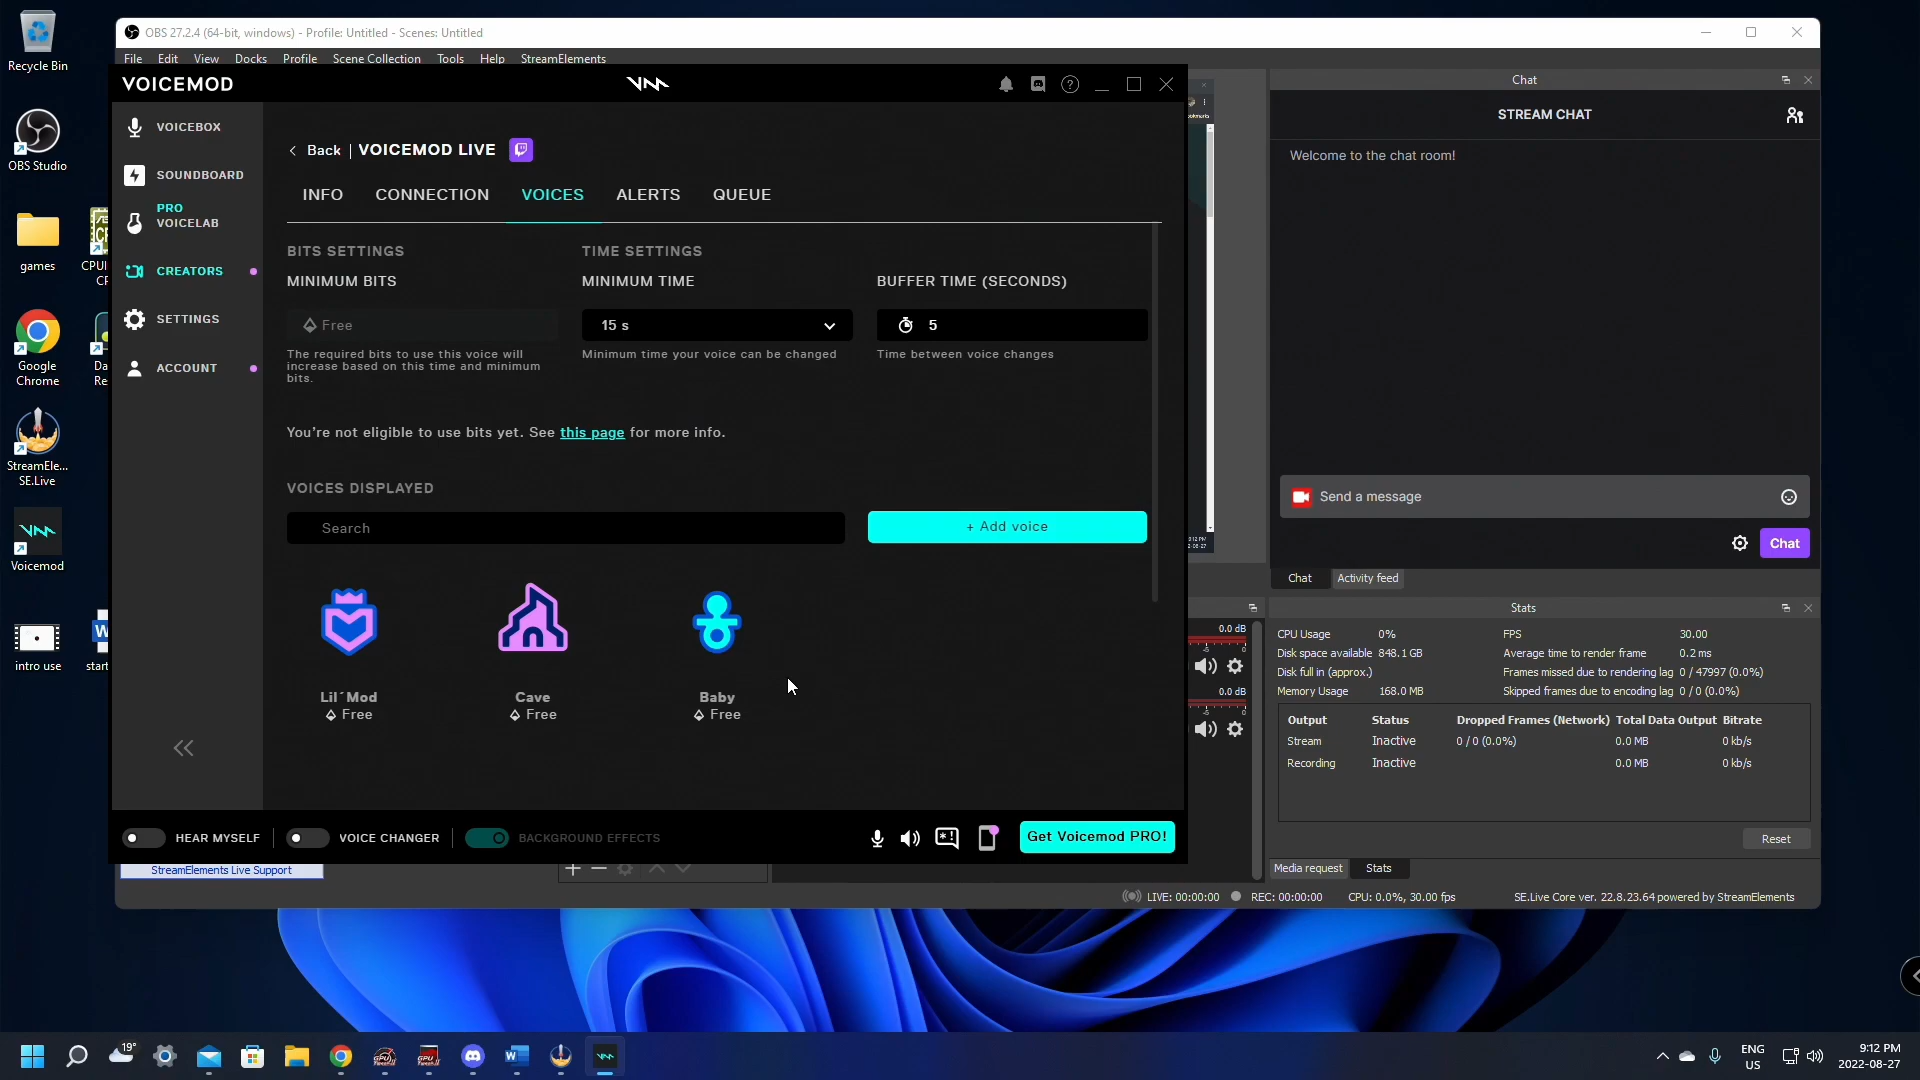 Recycle Bin
OBS Studio
games
CPUI
Google
Chrome
StreamEle...
SE.Live
Voicemod
intro use
start
OBS 27.2.4 (64-bit, windows) - Profile: Untitled - Scenes: Untitled
File Edit View Docks Profile Scene Collection Tools Help StreamElements
VOICEMOD
VOICEBOX
SOUNDBOARD
PRO
VOICELAB
CREATORS
SETTINGS
ACCOUNT
Back | VOICEMOD LIVE
INFO CONNECTION VOICES ALERTS QUEUE
BITS SETTINGS
MINIMUM BITS
Free
The required bits to use this voice will
increase based on this time and minimum
bits.
TIME SETTINGS
MINIMUM TIME
15 s
Minimum time your voice can be changed
BUFFER TIME (SECONDS)
5
Time between voice changes
You're not eligible to use bits yet. See this page for more info.
VOICES DISPLAYED
Search
+ Add voice
Lil´Mod
Free
Cave
Free
Baby
Free
HEAR MYSELF
VOICE CHANGER
BACKGROUND EFFECTS
Get Voicemod PRO!
StreamElements Live Support
0.0 dB
-5 0
0.0 dB
-5 0
Chat
STREAM CHAT
Welcome to the chat room!
Send a message
Chat
Chat Activity feed
Stats
CPU Usage 0%
Disk space available 848.1 GB
Disk full in (approx.)
Memory Usage 168.0 MB
FPS 30.00
Average time to render frame 0.2 ms
Frames missed due to rendering lag 0 / 47997 (0.0%)
Skipped frames due to encoding lag 0 / 0 (0.0%)
Output Status Dropped Frames (Network) Total Data Output Bitrate
Stream Inactive 0 / 0 (0.0%) 0.0 MB 0 kb/s
Recording Inactive 0.0 MB 0 kb/s
Reset
Media request Stats
LIVE: 00:00:00 REC: 00:00:00 CPU: 0.0%, 30.00 fps SE.Live Core ver. 22.8.23.64 powered by StreamElements
19°
ENG
US
9:12 PM
2022-08-27